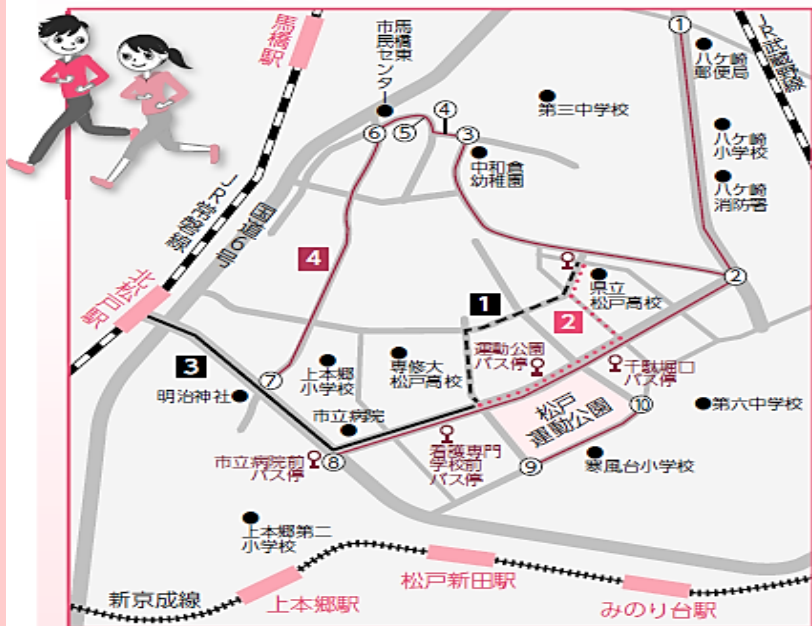 馬橋駅
馬橋東
市民センター
①
八ケ崎
郵便局
JR武蔵野線
第三中学校
④
⑥
⑤
③
中和倉
幼稚園
八ケ崎
小学校
八ケ崎
消防署
JR常磐線
国道6号
4
②
県立
松戸高校
北松戸駅
1
2
3
運動公園
バス停
千駄堀口
バス停
上本郷
小学校
専修大
松戸高校
⑦
明治神社
松戸
運動公園
⑩
第六中学校
市立病院
市立病院前
バス停
⑧
看護専門
学校前
バス停
⑨
寒風台小学校
上本郷第二
小学校
新京成線
上本郷駅
松戸新田駅
みのり台駅